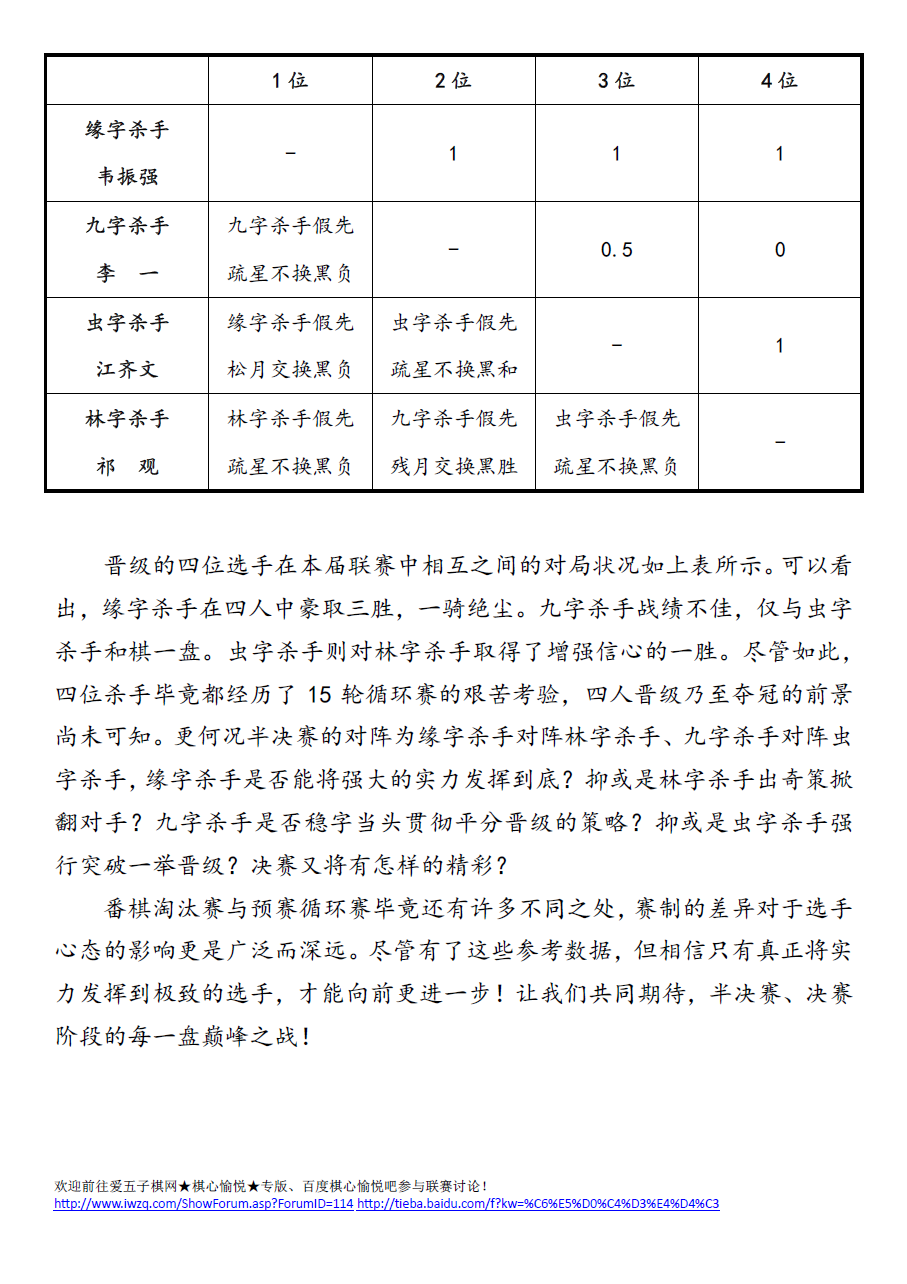 1位 2位 3位 4位
缘字杀手
韦振强
- 1 1 1
九字杀手
李 一
九字杀手假先
疏星不换黑负
- 0.5 0
虫字杀手
江齐文
缘字杀手假先
松月交换黑负
虫字杀手假先
疏星不换黑和
- 1
林字杀手
祁 观
林字杀手假先
疏星不换黑负
九字杀手假先
残月交换黑胜
虫字杀手假先
疏星不换黑负
-
晋级的四位选手在本届联赛中相互之间的对局状况如上表所示。可以看
出，缘字杀手在四人中豪取三胜，一骑绝尘。九字杀手战绩不佳，仅与虫字
杀手和棋一盘。虫字杀手则对林字杀手取得了增强信心的一胜。尽管如此，
四位杀手毕竟都经历了 15 轮循环赛的艰苦考验，四人晋级乃至夺冠的前景
尚未可知。更何况半决赛的对阵为缘字杀手对阵林字杀手、九字杀手对阵虫
字杀手，缘字杀手是否能将强大的实力发挥到底？抑或是林字杀手出奇策掀
翻对手？九字杀手是否稳字当头贯彻平分晋级的策略？抑或是虫字杀手强
行突破一举晋级？决赛又将有怎样的精彩？
番棋淘汰赛与预赛循环赛毕竟还有许多不同之处，赛制的差异对于选手
心态的影响更是广泛而深远。尽管有了这些参考数据，但相信只有真正将实
力发挥到极致的选手，才能向前更进一步！让我们共同期待，半决赛、决赛
阶段的每一盘巅峰之战！
欢迎前往爱五子棋网★棋心愉悦★专版、百度棋心愉悦吧参与联赛讨论！
http://www.iwzq.com/ShowForum.asp?ForumID=114 http://tieba.baidu.com/f?kw=%C6%E5%D0%C4%D3%E4%D4%C3